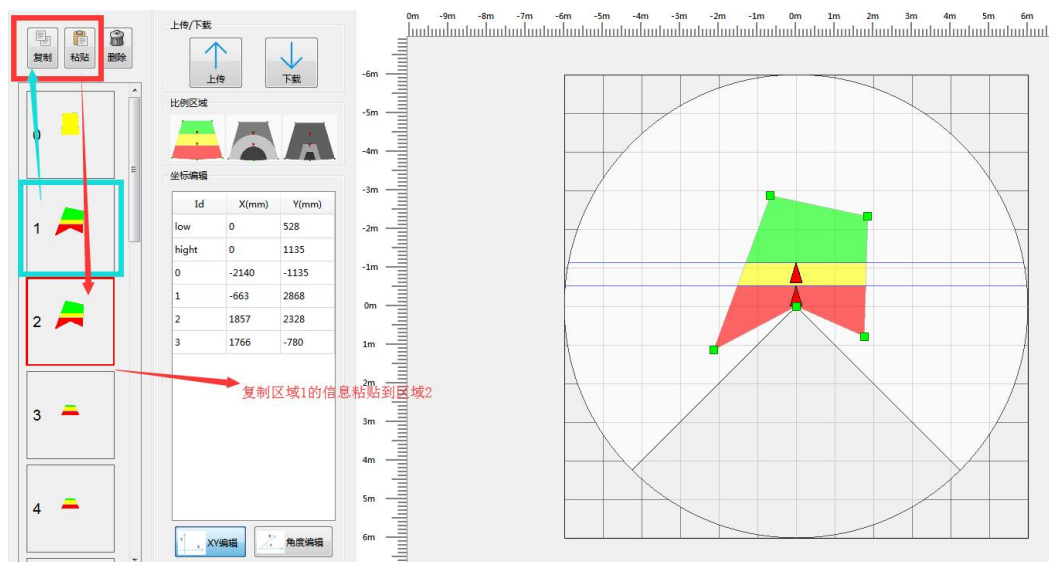 复制 粘贴 删除
0
1
2
3
4
上传/下载
上传 下载
比例区域
坐标编辑
Id X(mm) Y(mm)
low 0 528
hight 0 1135
0 -2140 -1135
1 -663 2868
2 1857 2328
3 1766 -780
XY编辑 角度编辑
复制区域1的信息粘贴到区域2
0m -9m -8m -7m -6m -5m -4m -3m -2m -1m 0m 1m 2m 3m 4m 5m 6m
-6m
-5m
-4m
-3m
-2m
-1m
0m
1m
2m
3m
4m
5m
6m